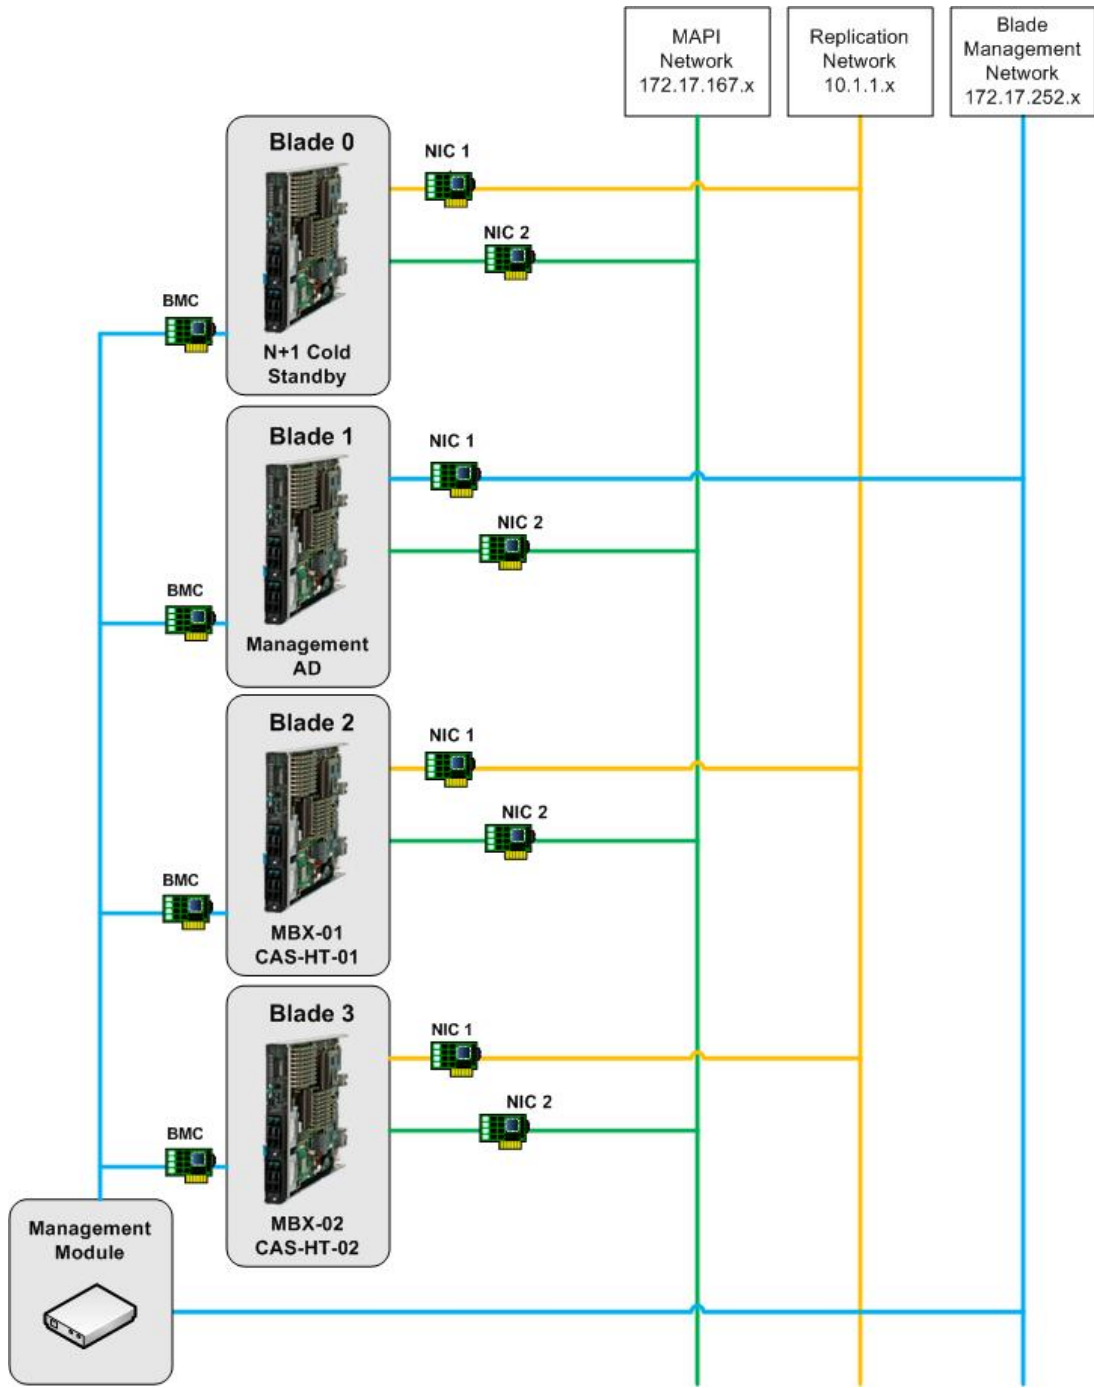 MAPI
Network
172.17.167.x
Replication
Network
10.1.1.x
Blade
Management
Network
172.17.252.x
Blade 0
NIC 1
NIC 2
BMC
N+1 Cold
Standby
Blade 1
NIC 1
NIC 2
BMC
Management
AD
Blade 2
NIC 1
NIC 2
BMC
MBX-01
CAS-HT-01
Blade 3
NIC 1
NIC 2
BMC
MBX-02
CAS-HT-02
Management
Module